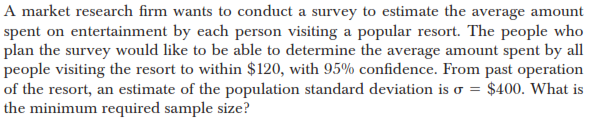 A market research firm wants to conduct a survey to estimate the average amount
spent on entertainment by each person visiting a popular resort. The people who
plan the survey would like to be able to determine the average amount spent by all
people visiting the resort to within $120, with 95% confidence. From past operation
of the resort, an estimate of the population standard deviation is σ = $400. What is
the minimum required sample size?